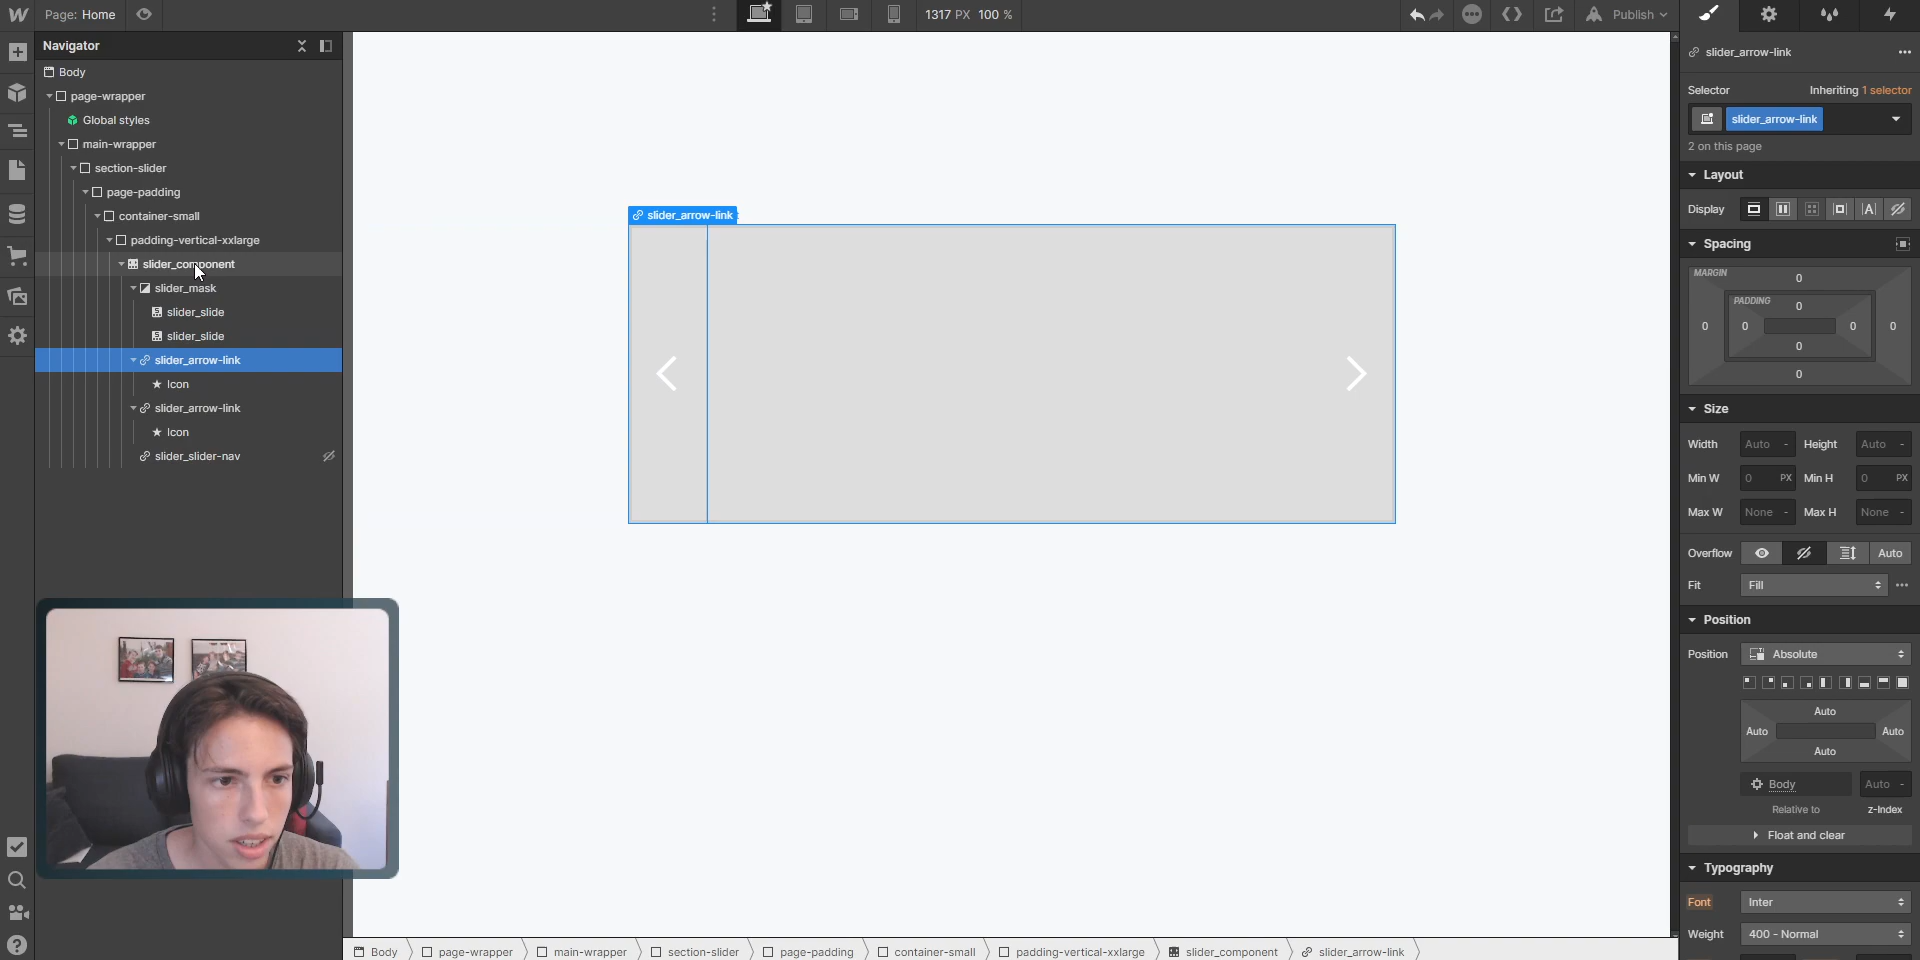 Page: Home
1317 PX 100 %
Publish
Navigator
Body
page-wrapper
Global styles
main-wrapper
section-slider
page-padding
container-small
padding-vertical-xxlarge
slider_component
slider_mask
slider_slide
slider_slide
slider_arrow-link
Icon
slider_arrow-link
Icon
slider_slider-nav
slider_arrow-link
slider_arrow-link
Selector
Inheriting 1 selector
slider_arrow-link
2 on this page
Layout
Display
Spacing
MARGIN
0
PADDING
0
0 0 0 0
0
0
Size
Width Auto - Height Auto -
Min W 0 PX Min H 0 PX
Max W None - Max H None -
Overflow Auto
Fit Fill
Position
Position Absolute
Auto
Auto Auto
Auto
Body Auto -
Relative to z-Index
Float and clear
Typography
Font Inter
Weight 400 - Normal
Body page-wrapper main-wrapper section-slider page-padding container-small padding-vertical-xxlarge slider_component slider_arrow-link